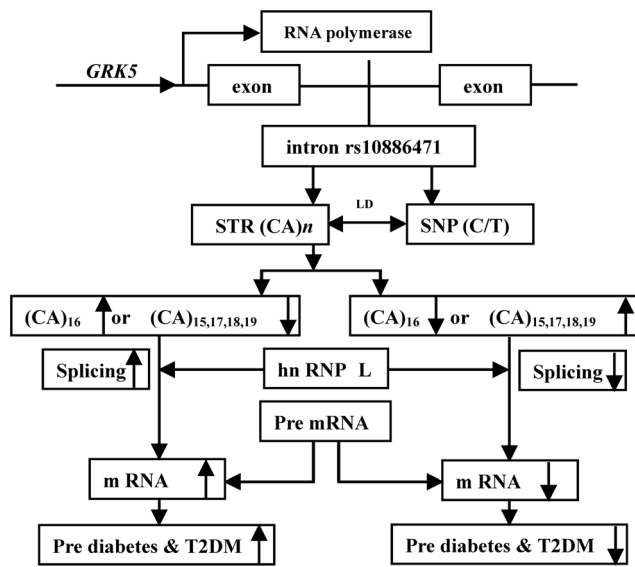 RNA polymerase
GRK5
exon exon
intron rs10886471
LD
STR (CA)n SNP (C/T)
(CA)16 or (CA)15,17,18,19 (CA)16 or (CA)15,17,18,19
Splicing hn RNP L Splicing
Pre mRNA
m RNA m RNA
Pre diabetes & T2DM Pre diabetes & T2DM